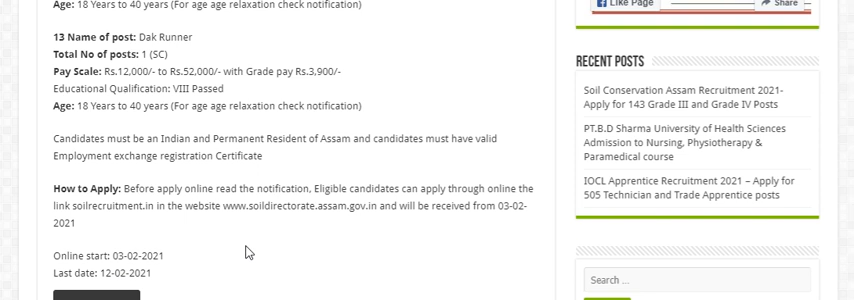 Age: 18 Years to 40 years (For age age relaxation check notification)
13 Name of post: Dak Runner
Total No of posts: 1 (SC)
Pay Scale: Rs.12,000/- to Rs.52,000/- with Grade pay Rs.3,900/-
Educational Qualification: VIII Passed
Age: 18 Years to 40 years (For age age relaxation check notification)
Candidates must be an Indian and Permanent Resident of Assam and candidates must have valid
Employment exchange registration Certificate
How to Apply: Before apply online read the notification, Eligible candidates can apply through online the
link soilrecruitment.in in the website www.soildirectorate.assam.gov.in and will be received from 03-02-
2021
Online start: 03-02-2021
Last date: 12-02-2021
Like Page
Share
RECENT POSTS
Soil Conservation Assam Recruitment 2021-
Apply for 143 Grade III and Grade IV Posts
PT.B.D Sharma University of Health Sciences
Admission to Nursing, Physiotherapy &
Paramedical course
IOCL Apprentice Recruitment 2021 – Apply for
505 Technician and Trade Apprentice posts
Search ...